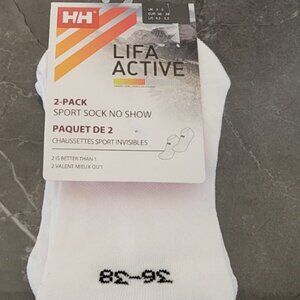 HH
LIFA
ACTIVE
2-PACK
SPORT SOCK NO SHOW
PAQUET DE 2
CHAUSSETTES SPORT INVISIBLES
2 IS BETTER THAN 1
2 VALENT MIEUX QU'1
36-38